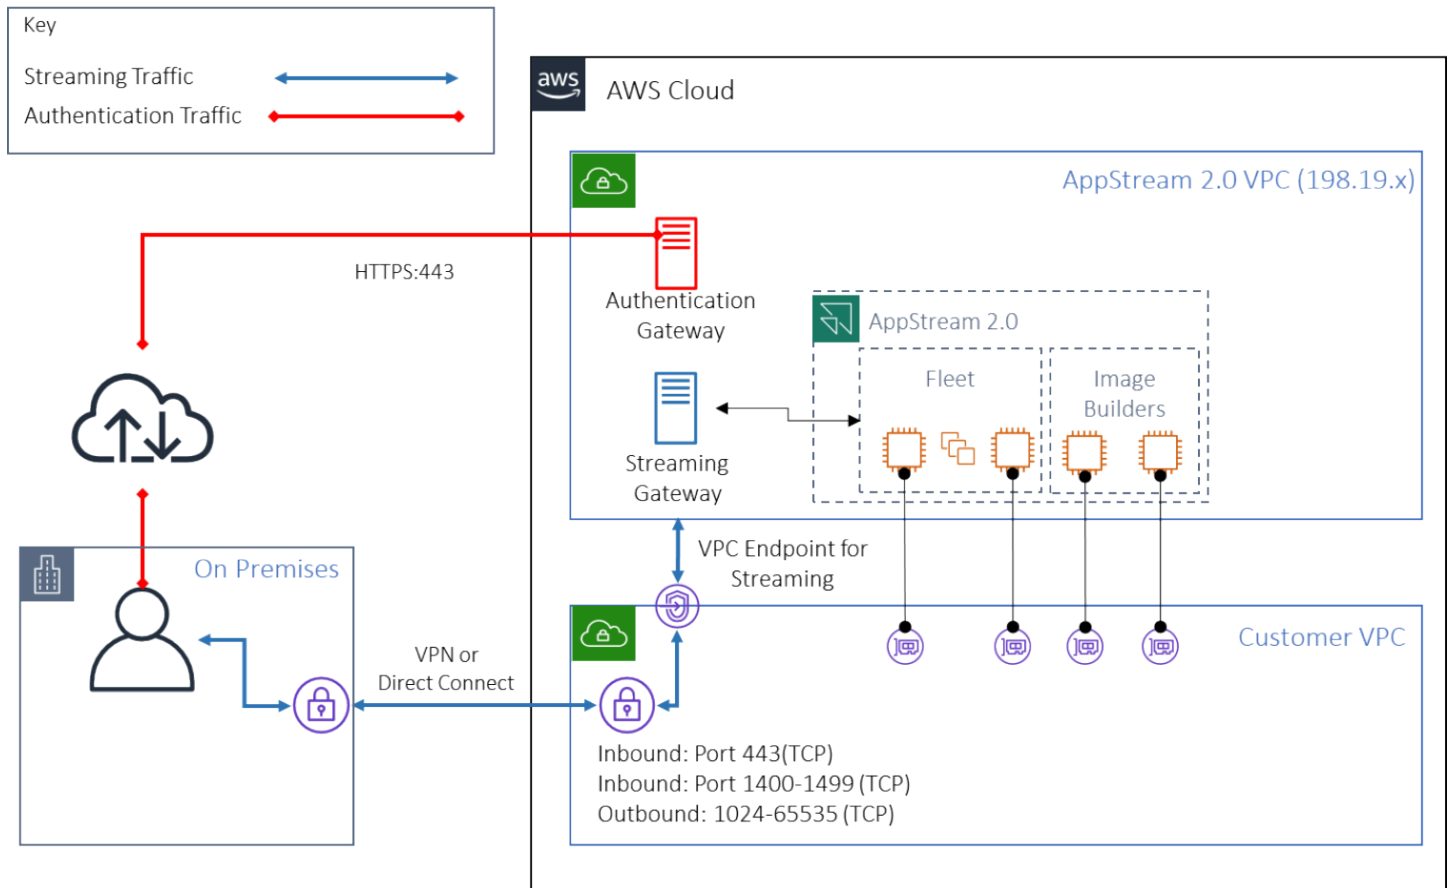 Key
Streaming Traffic
Authentication Traffic
aws
AWS Cloud
AppStream 2.0 VPC (198.19.x)
HTTPS:443
Authentication
Gateway
AppStream 2.0
Fleet
Image
Builders
Streaming
Gateway
VPC Endpoint for
Streaming
On Premises
Customer VPC
VPN or
Direct Connect
Inbound: Port 443(TCP)
Inbound: Port 1400-1499 (TCP)
Outbound: 1024-65535 (TCP)